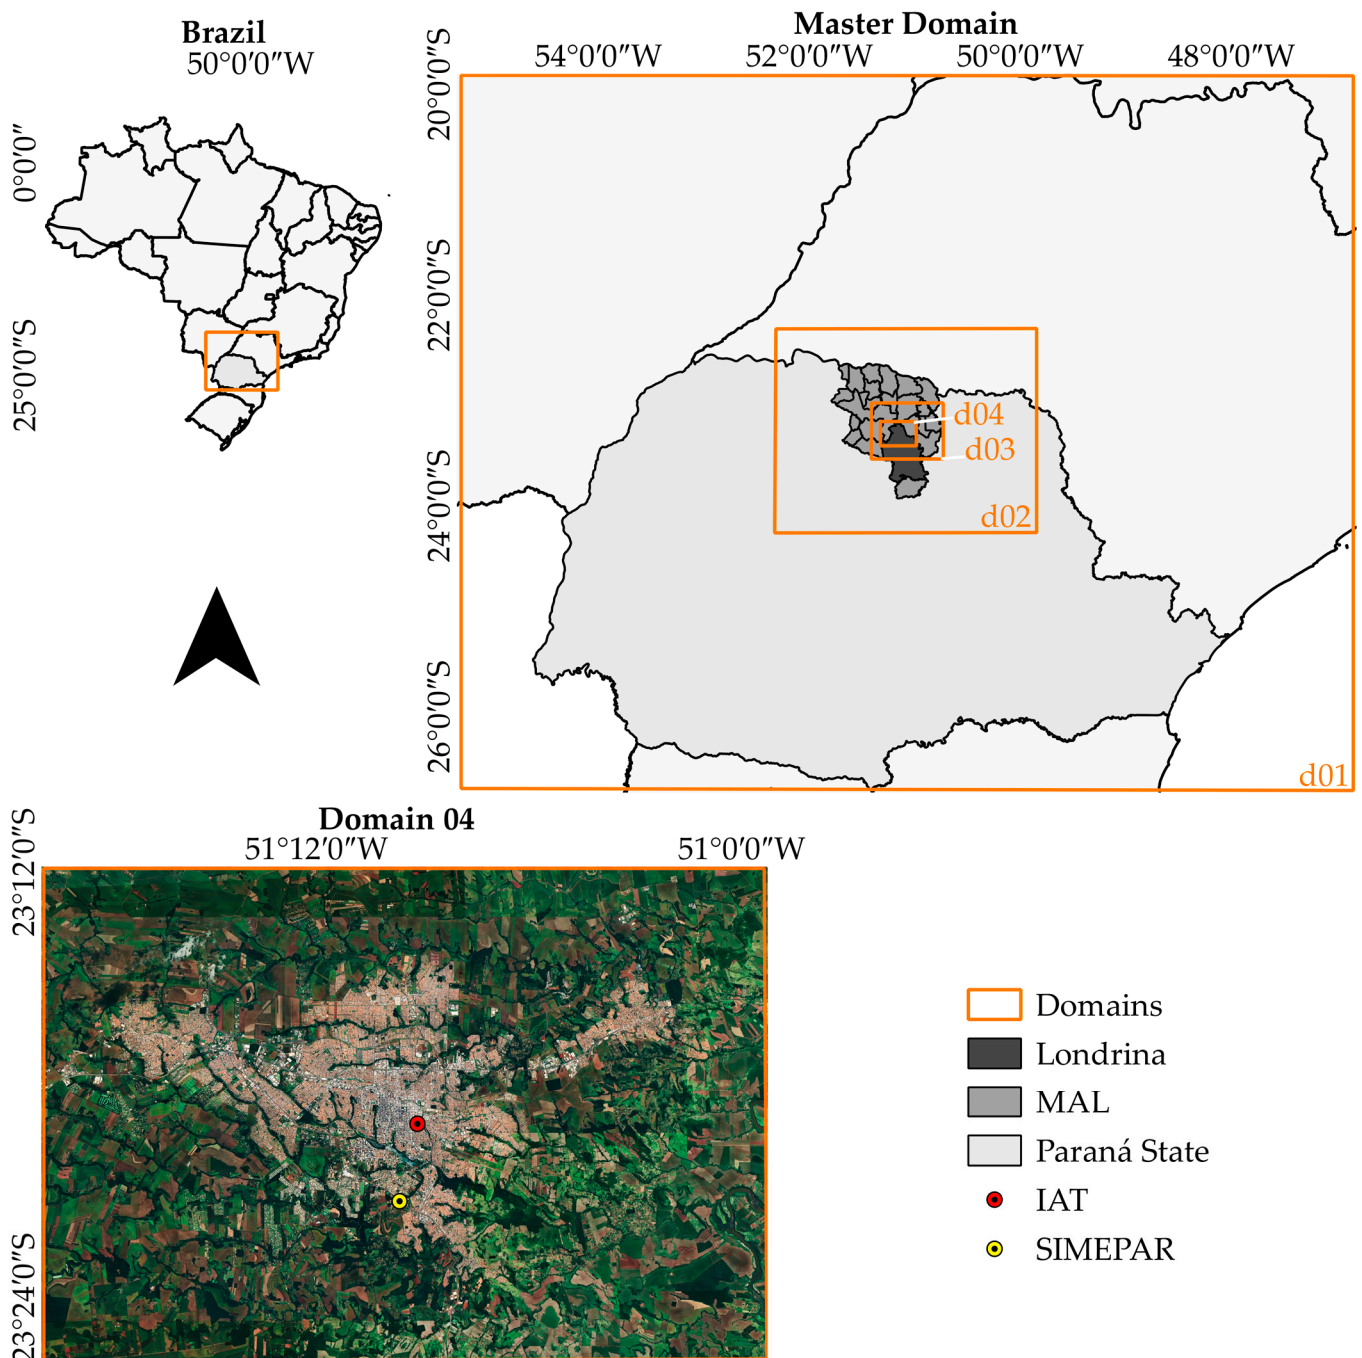 Brazil
50°0′0″W
0°0′0″
25°0′0″S
Master Domain
54°0′0″W 52°0′0″W 50°0′0″W 48°0′0″W
20°0′0″S
22°0′0″S
24°0′0″S
26°0′0″S
d04
d03
d02
d01
Domain 04
51°12′0″W 51°0′0″W
23°12′0″S
23°24′0″S
Domains
Londrina
MAL
Paraná State
IAT
SIMEPAR